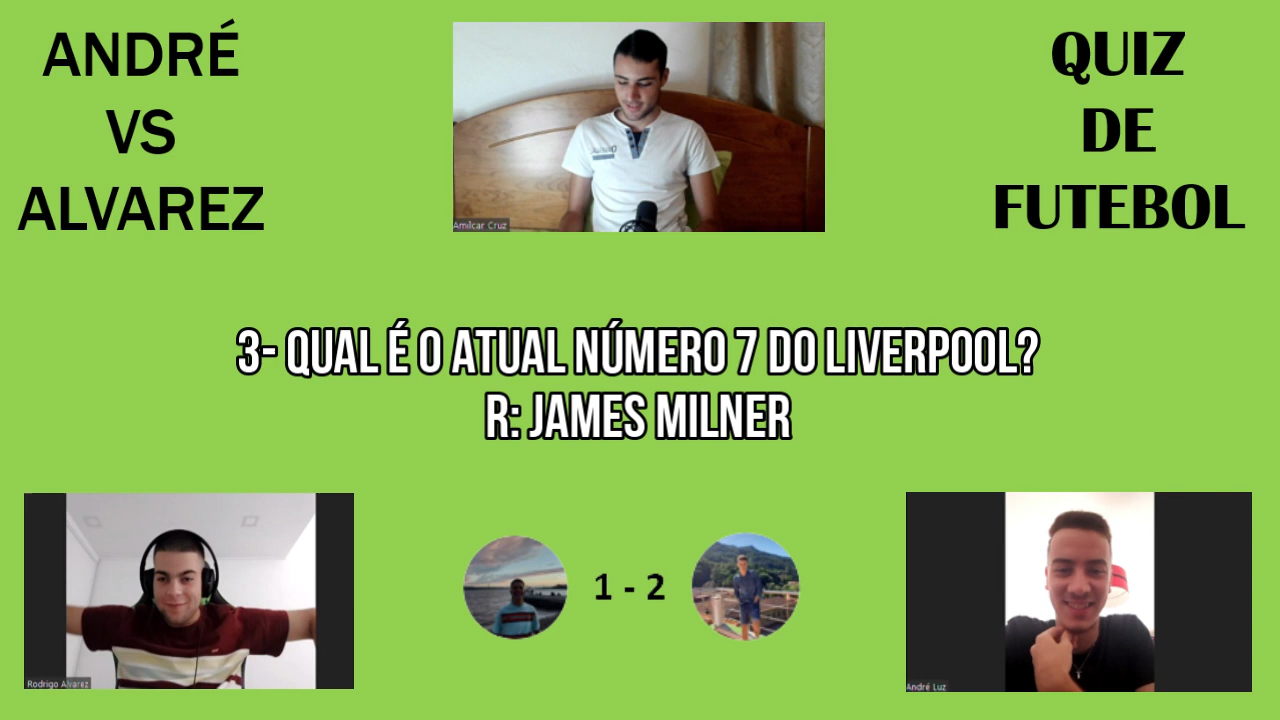 ANDRÉ
VS
ALVAREZ
Amílcar Cruz
QUIZ
DE
FUTEBOL
3- QUAL É O ATUAL NÚMERO 7 DO LIVERPOOL?
R: JAMES MILNER
Rodrigo Alvarez
1 - 2
André Luz